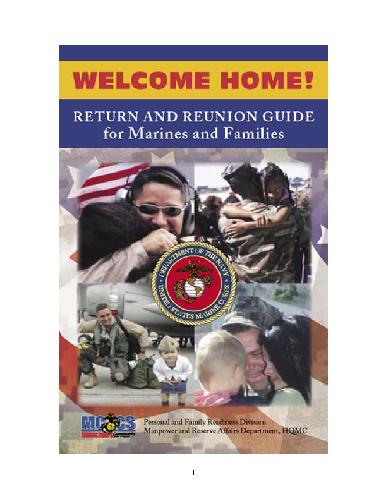 WELCOME HOME!
RETURN AND REUNION GUIDE
for Marines and Families
DEPARTMENT OF THE NAVY
UNITED STATES MARINE CORPS
MCCS
Personal and Family Readiness Division
Manpower and Reserve Affairs Department, HQMC
1